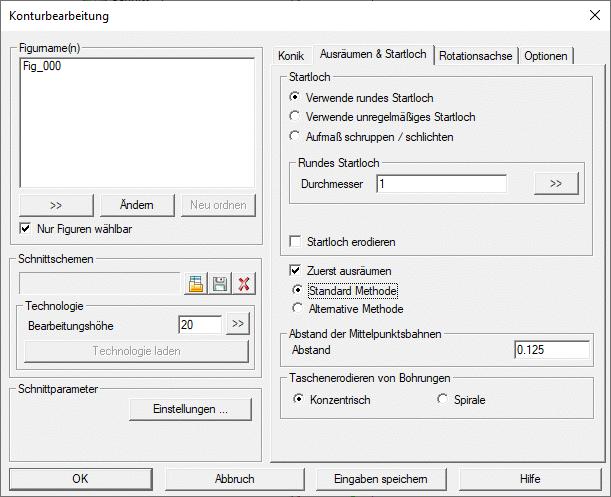 Konturbearbeitung
Figurname(n)
Fig_000
>>
Ändern
Neu ordnen
Nur Figuren wählbar
Schnittschemen
Technologie
Bearbeitungshöhe
20
>>
Technologie laden
Schnittparameter
Einstellungen ...
Konik
Ausräumen & Startloch
Rotationsachse
Optionen
Startloch
Verwende rundes Startloch
Verwende unregelmäßiges Startloch
Aufmaß schruppen / schlichten
Rundes Startloch
Durchmesser
1
>>
Startloch erodieren
Zuerst ausräumen
Standard Methode
Alternative Methode
Abstand der Mittelpunktsbahnen
Abstand
0.125
Taschenerodieren von Bohrungen
Konzentrisch
Spirale
OK
Abbruch
Eingaben speichern
Hilfe